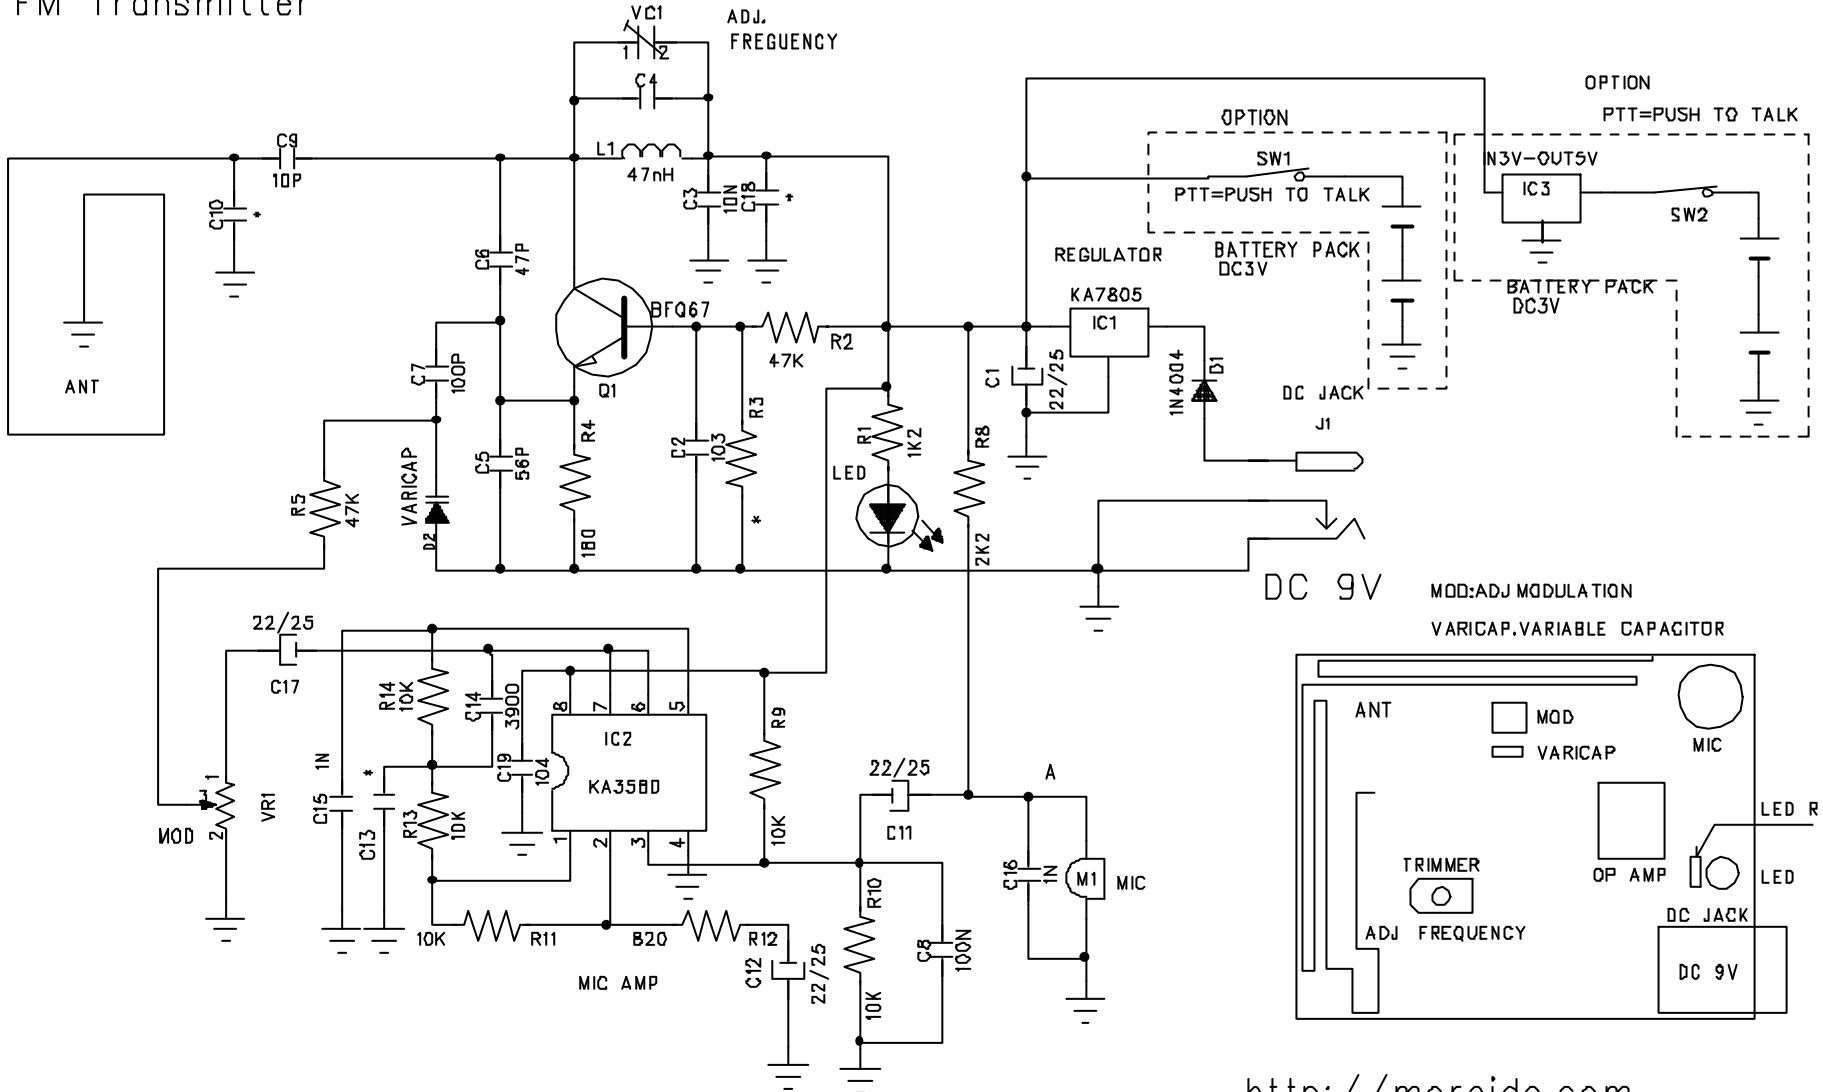 FM Transmitter
VC1
1
2
ADJ.
FREGUENCY
C4
C9
10P
L1
47nH
C10
*
C3
10N
C18
*
C6
47P
BFQ67
Q1
47K
R2
C7
100P
R4
180
C5
56P
C2
103
R3
*
R5
47K
VARICAP
D2
ANT
R1
1K2
LED
R8
2K2
C1
22/25
REGULATOR
KA7805
IC1
1N4004
D1
DC JACK
J1
DC 9V
OPTION
SW1
PTT=PUSH TO TALK
BATTERY PACK
DC3V
OPTION
PTT=PUSH TO TALK
N3V-OUT5V
IC3
SW2
BATTERY PACK
DC3V
22/25
C17
R14
10K
C14
3900
8
7
6
5
IC2
KA358D
1
2
3
4
C19
104
R9
10K
1
3
2
VR1
MOD
C15
1N
*
C13
R13
10K
10K
R11
820
R12
C12
22/25
MIC AMP
22/25
C11
A
C16
1N
M1
MIC
R10
10K
C8
100N
MOD:ADJ MODULATION
VARICAP.VARIABLE CAPACITOR
ANT
MOD
VARICAP
MIC
LED R
OP AMP
LED
TRIMMER
ADJ FREQUENCY
DC JACK
DC 9V